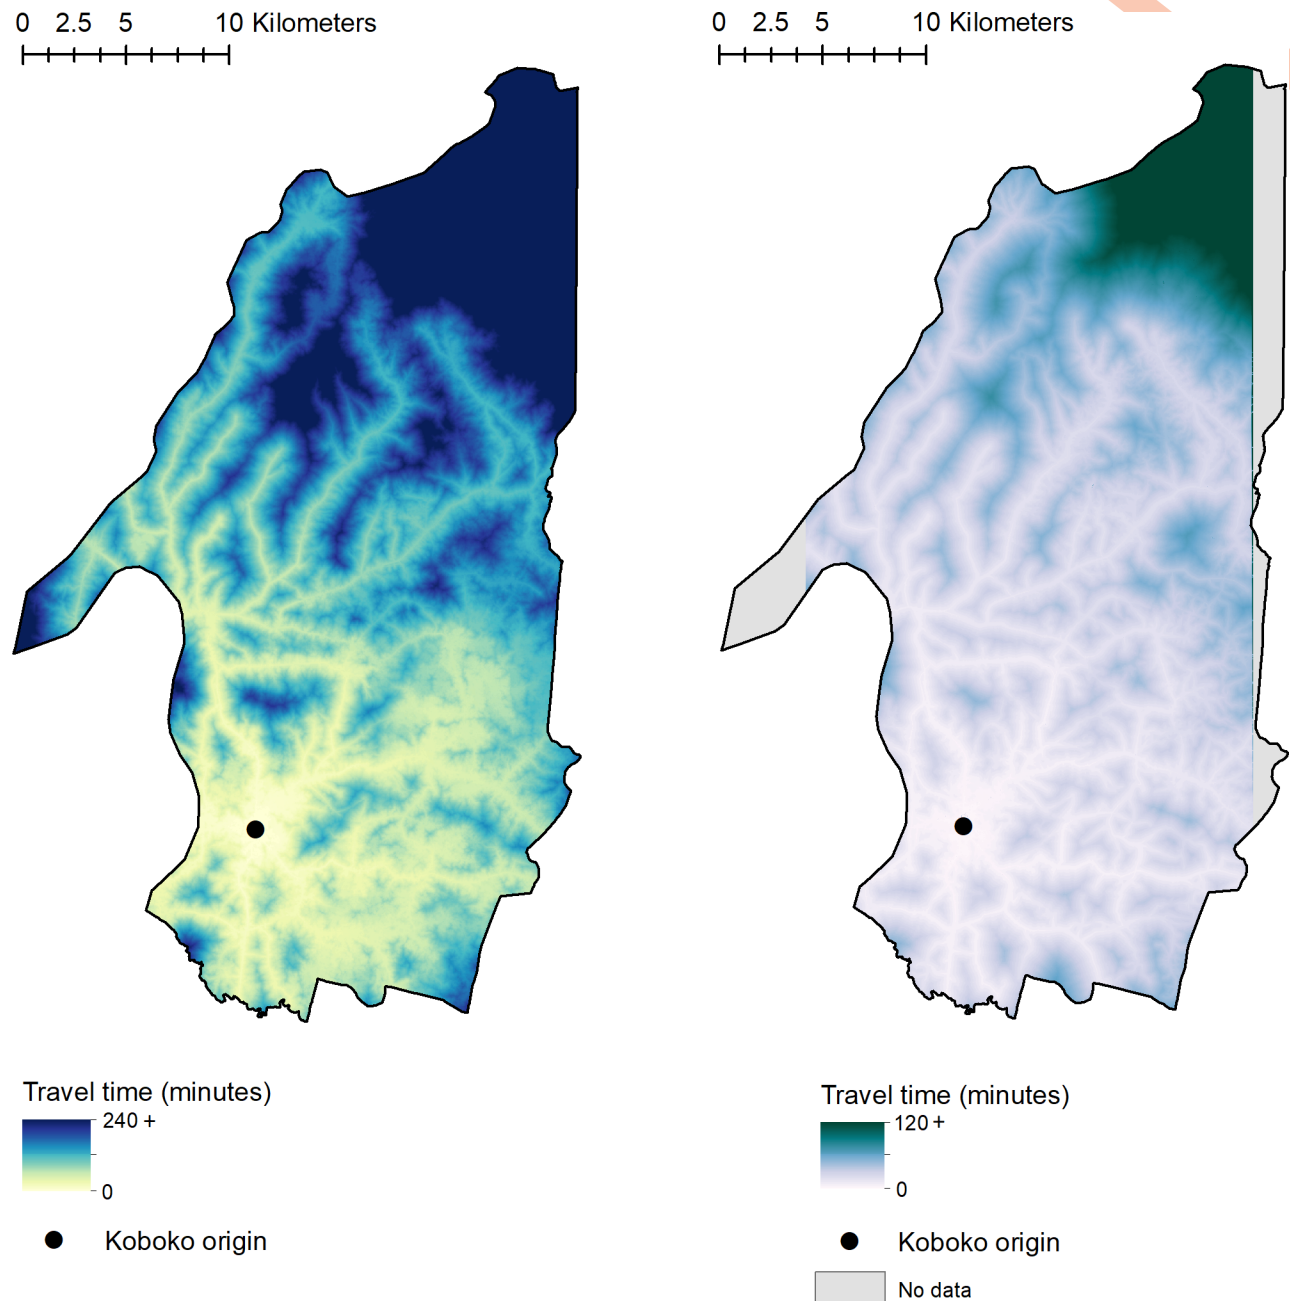 0 2.5 5 10 Kilometers
0 2.5 5 10 Kilometers
Travel time (minutes)
240 +
0
Koboko origin
Travel time (minutes)
120 +
0
Koboko origin
No data